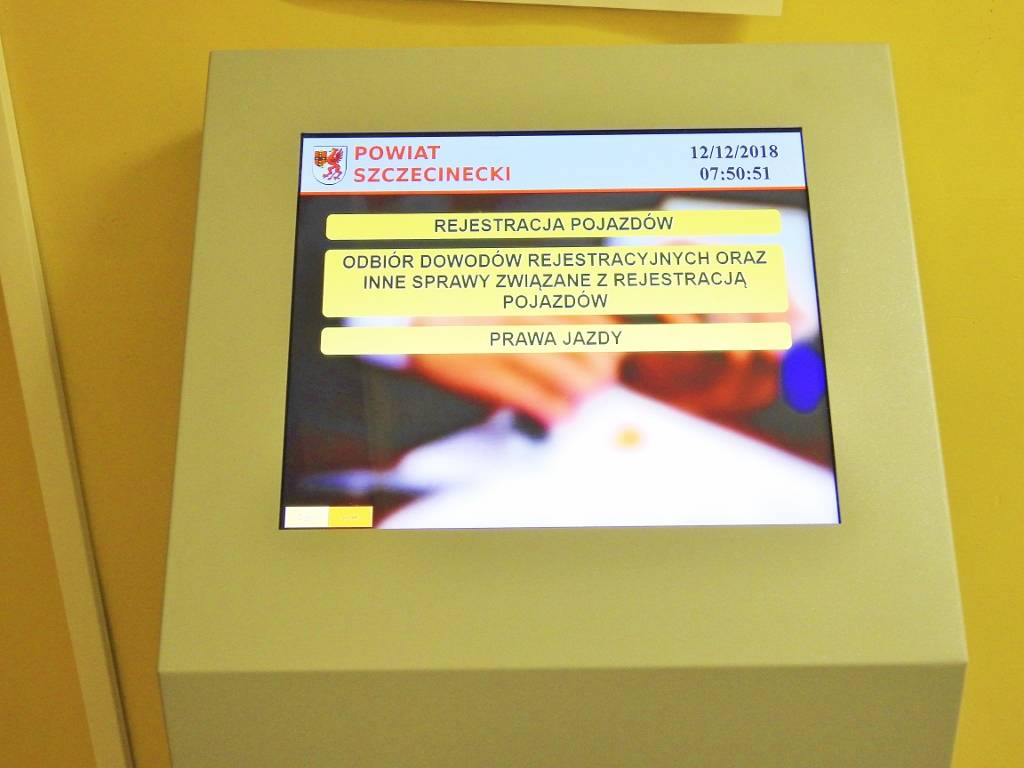 POWIAT
SZCZECINECKI
12/12/2018
07:50:51
REJESTRACJA POJAZDÓW
ODBIÓR DOWODÓW REJESTRACYJNYCH ORAZ
INNE SPRAWY ZWIĄZANE Z REJESTRACJĄ
POJAZDÓW
PRAWA JAZDY